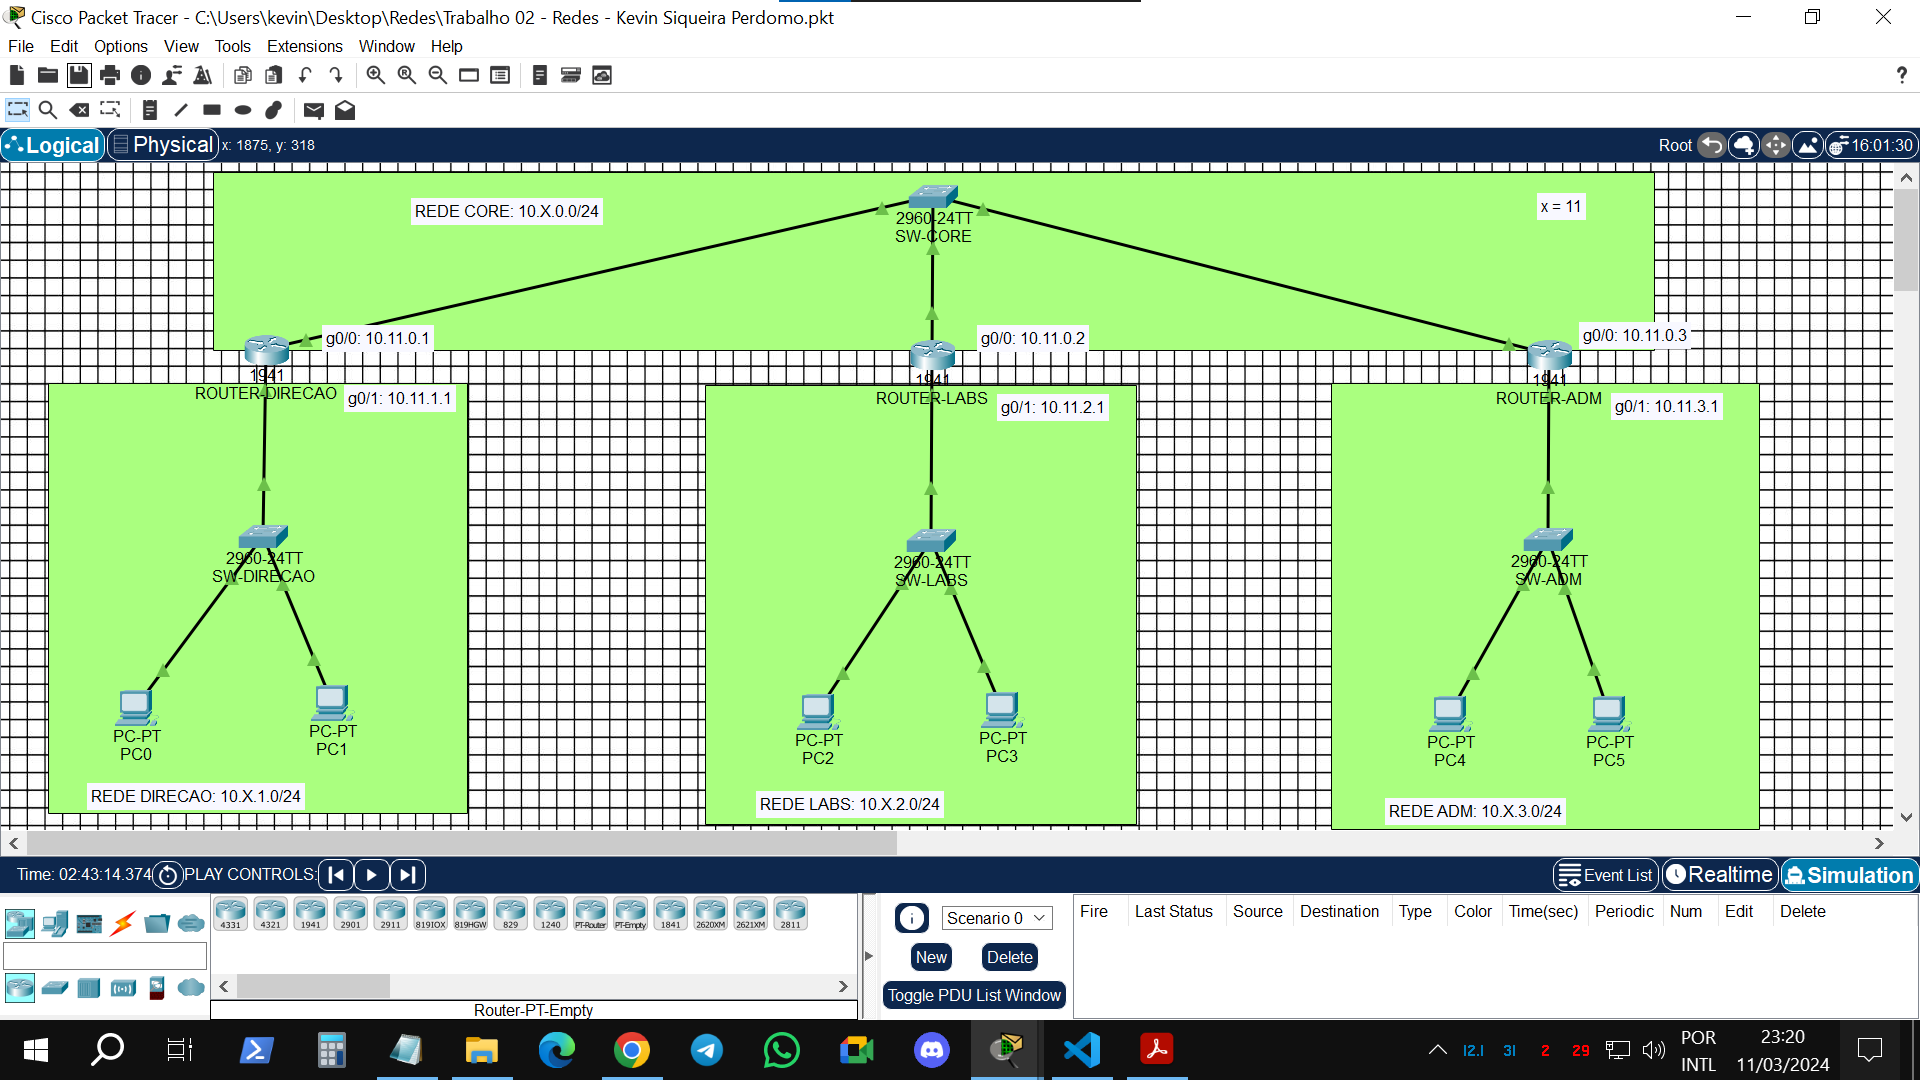 Cisco Packet Tracer - C:\Users\kevin\Desktop\Redes\Trabalho 02 - Redes - Kevin Siqueira Perdomo.pkt
File Edit Options View Tools Extensions Window Help
?
Logical Physical x: 1875, y: 318 Root 16:01:30
REDE CORE: 10.X.0.0/24
2960-24TT
SW-CORE
x = 11
g0/0: 10.11.0.1
g0/0: 10.11.0.2
g0/0: 10.11.0.3
1941
ROUTER-DIRECAO
g0/1: 10.11.1.1
1941
ROUTER-LABS
g0/1: 10.11.2.1
1941
ROUTER-ADM
g0/1: 10.11.3.1
2960-24TT
SW-DIRECAO
2960-24TT
SW-LABS
2960-24TT
SW-ADM
PC-PT
PC0
PC-PT
PC1
PC-PT
PC2
PC-PT
PC3
PC-PT
PC4
PC-PT
PC5
REDE DIRECAO: 10.X.1.0/24
REDE LABS: 10.X.2.0/24
REDE ADM: 10.X.3.0/24
Time: 02:43:14.374 PLAY CONTROLS: Event List Realtime Simulation
4331 4321 1941 2901 2911 819IOX 819HGW 829 1240 PT-Router PT-Empty 1841 2620XM 2621XM 2811
Router-PT-Empty
Scenario 0
New Delete
Toggle PDU List Window
Fire Last Status Source Destination Type Color Time(sec) Periodic Num Edit Delete
12.1 31 2 29
POR
INTL
23:20
11/03/2024